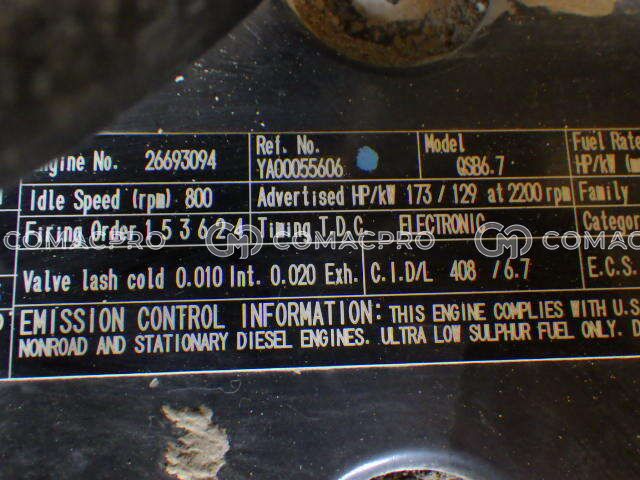 Engine No. 26693094 Ref. No. YA00055606 Model QSB6.7 Fuel Rate HP/kW
Idle Speed (rpm) 800 Advertised HP/kW 173 / 129 at 2200 rpm Family
Firing Order 1 5 3 6 2 4 Timing T.D.C. ELECTRONIC
COMACPRO COMACPRO
Valve lash cold 0.010 Int. 0.020 Exh. C.I.D/L 408 / 6.7 E.C.S.
EMISSION CONTROL INFORMATION: THIS ENGINE COMPLIES WITH U.S
NONROAD AND STATIONARY DIESEL ENGINES. ULTRA LOW SULPHUR FUEL ONLY.